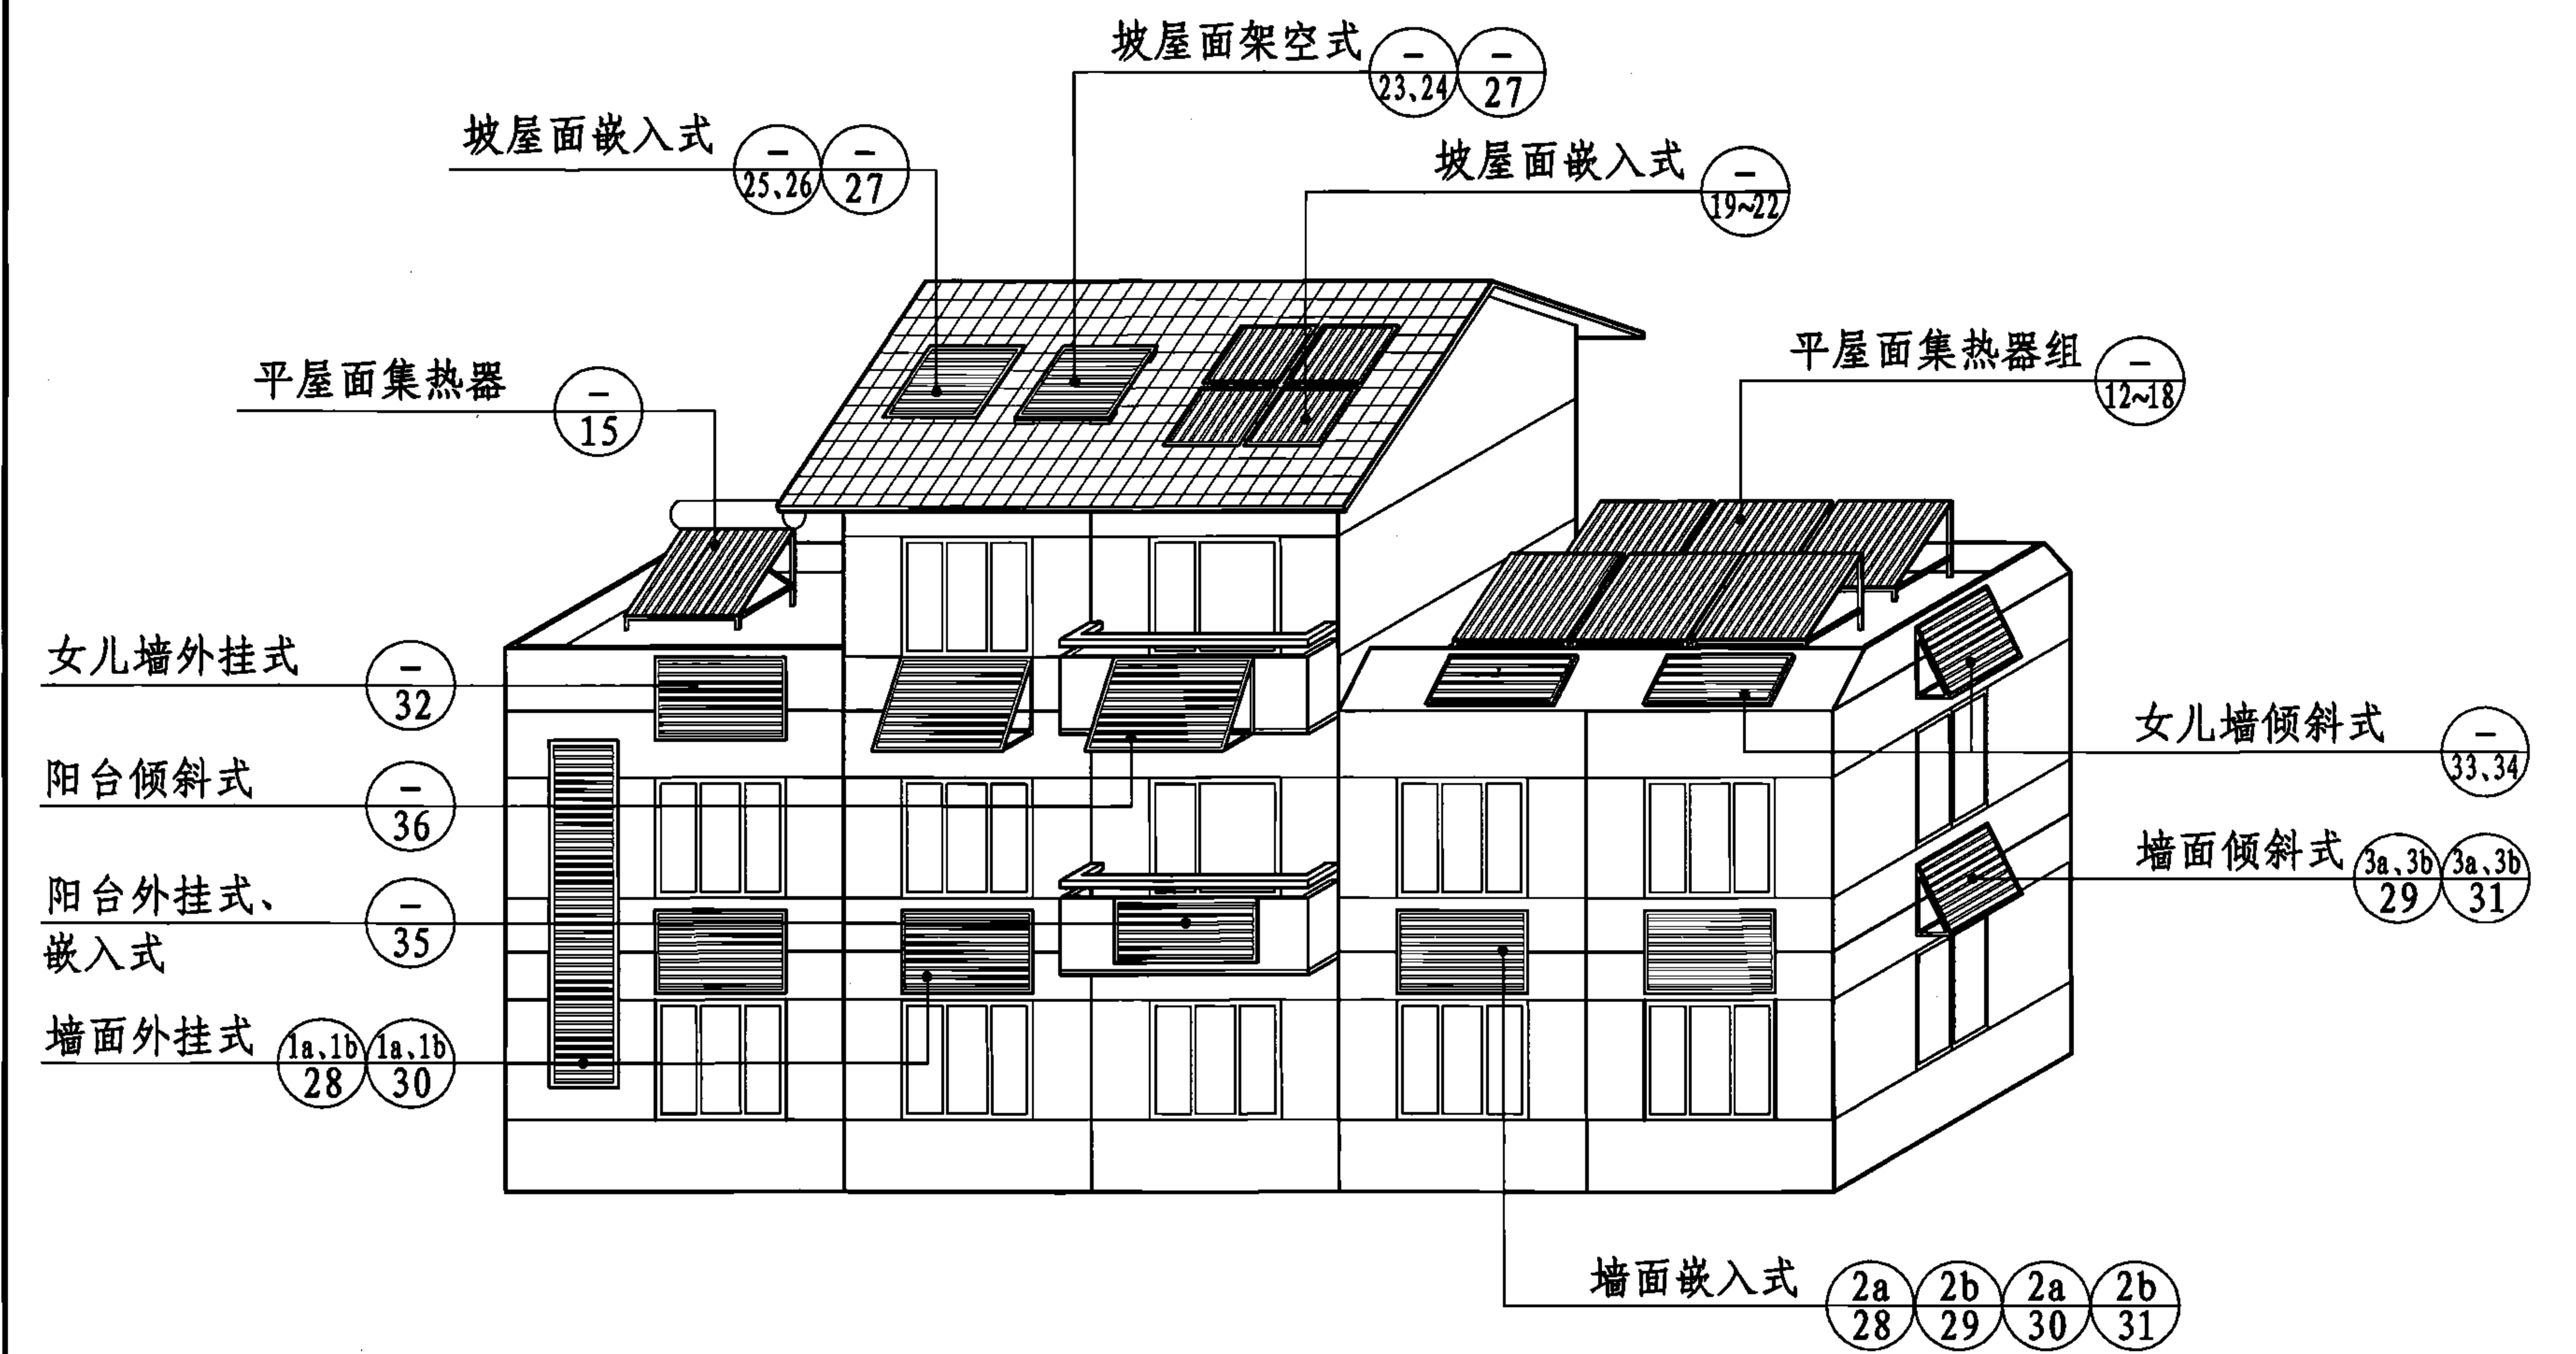 坡屋面架空式 — 23、24 — 27
坡屋面嵌入式 — 25、26 — 27
坡屋面嵌入式 — 19~22
平屋面集热器 — 15
平屋面集热器组 — 12~18
女儿墙外挂式 — 32
女儿墙倾斜式 — 33、34
阳台倾斜式 — 36
墙面倾斜式 3a、3b 29 3a、3b 31
阳台外挂式、
嵌入式 — 35
墙面外挂式 1a、1b 28 1a、1b 30
墙面嵌入式 2a 28 2b 29 2a 30 2b 31